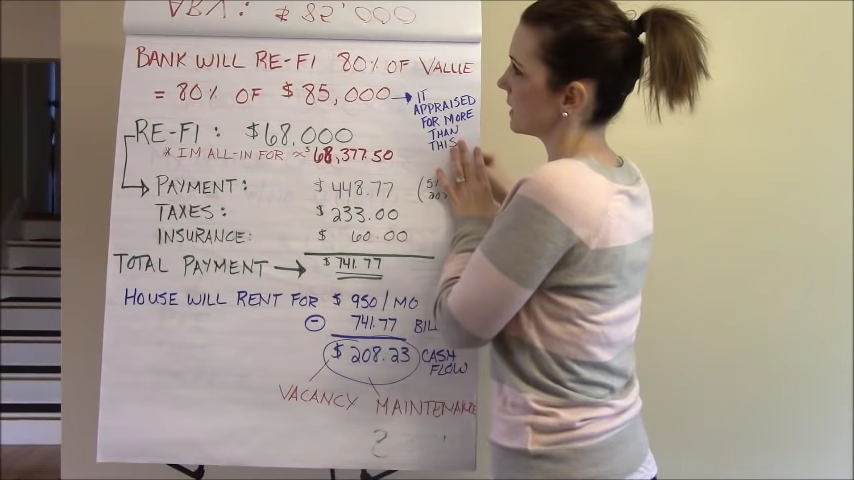 ARV: $ 85,000
BANK WILL RE-FI 80% OF VALUE
= 80% OF $85,000 → IT
APPRAISED
FOR MORE
THAN
THIS
RE-FI: $68,000
* I'M ALL-IN FOR ≈ $68,377.50
PAYMENT: $448.77
TAXES: $233.00
INSURANCE: $ 60.00
TOTAL PAYMENT → $741.77
HOUSE WILL RENT FOR $950/MO
- 741.77
$208.23 CASH
FLOW
VACANCY MAINTENANCE